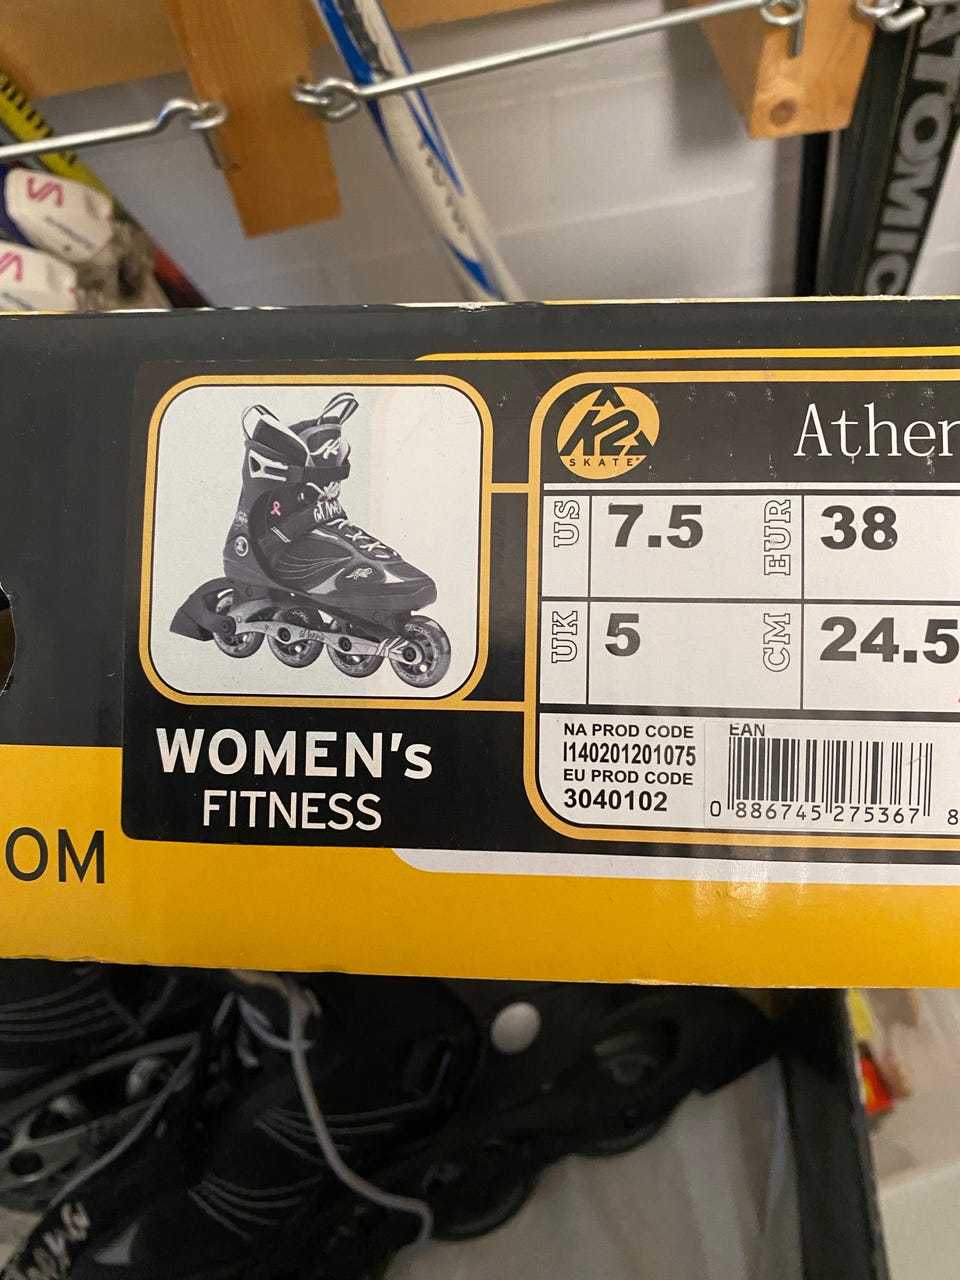 ATOMIC
K2
SKATE
Ather
US 7.5 EUR 38
UK 5 CM 24.5
NA PROD CODE
I140201201075
EU PROD CODE
3040102
EAN
0 886745 275367 8
WOMEN's
FITNESS
OM